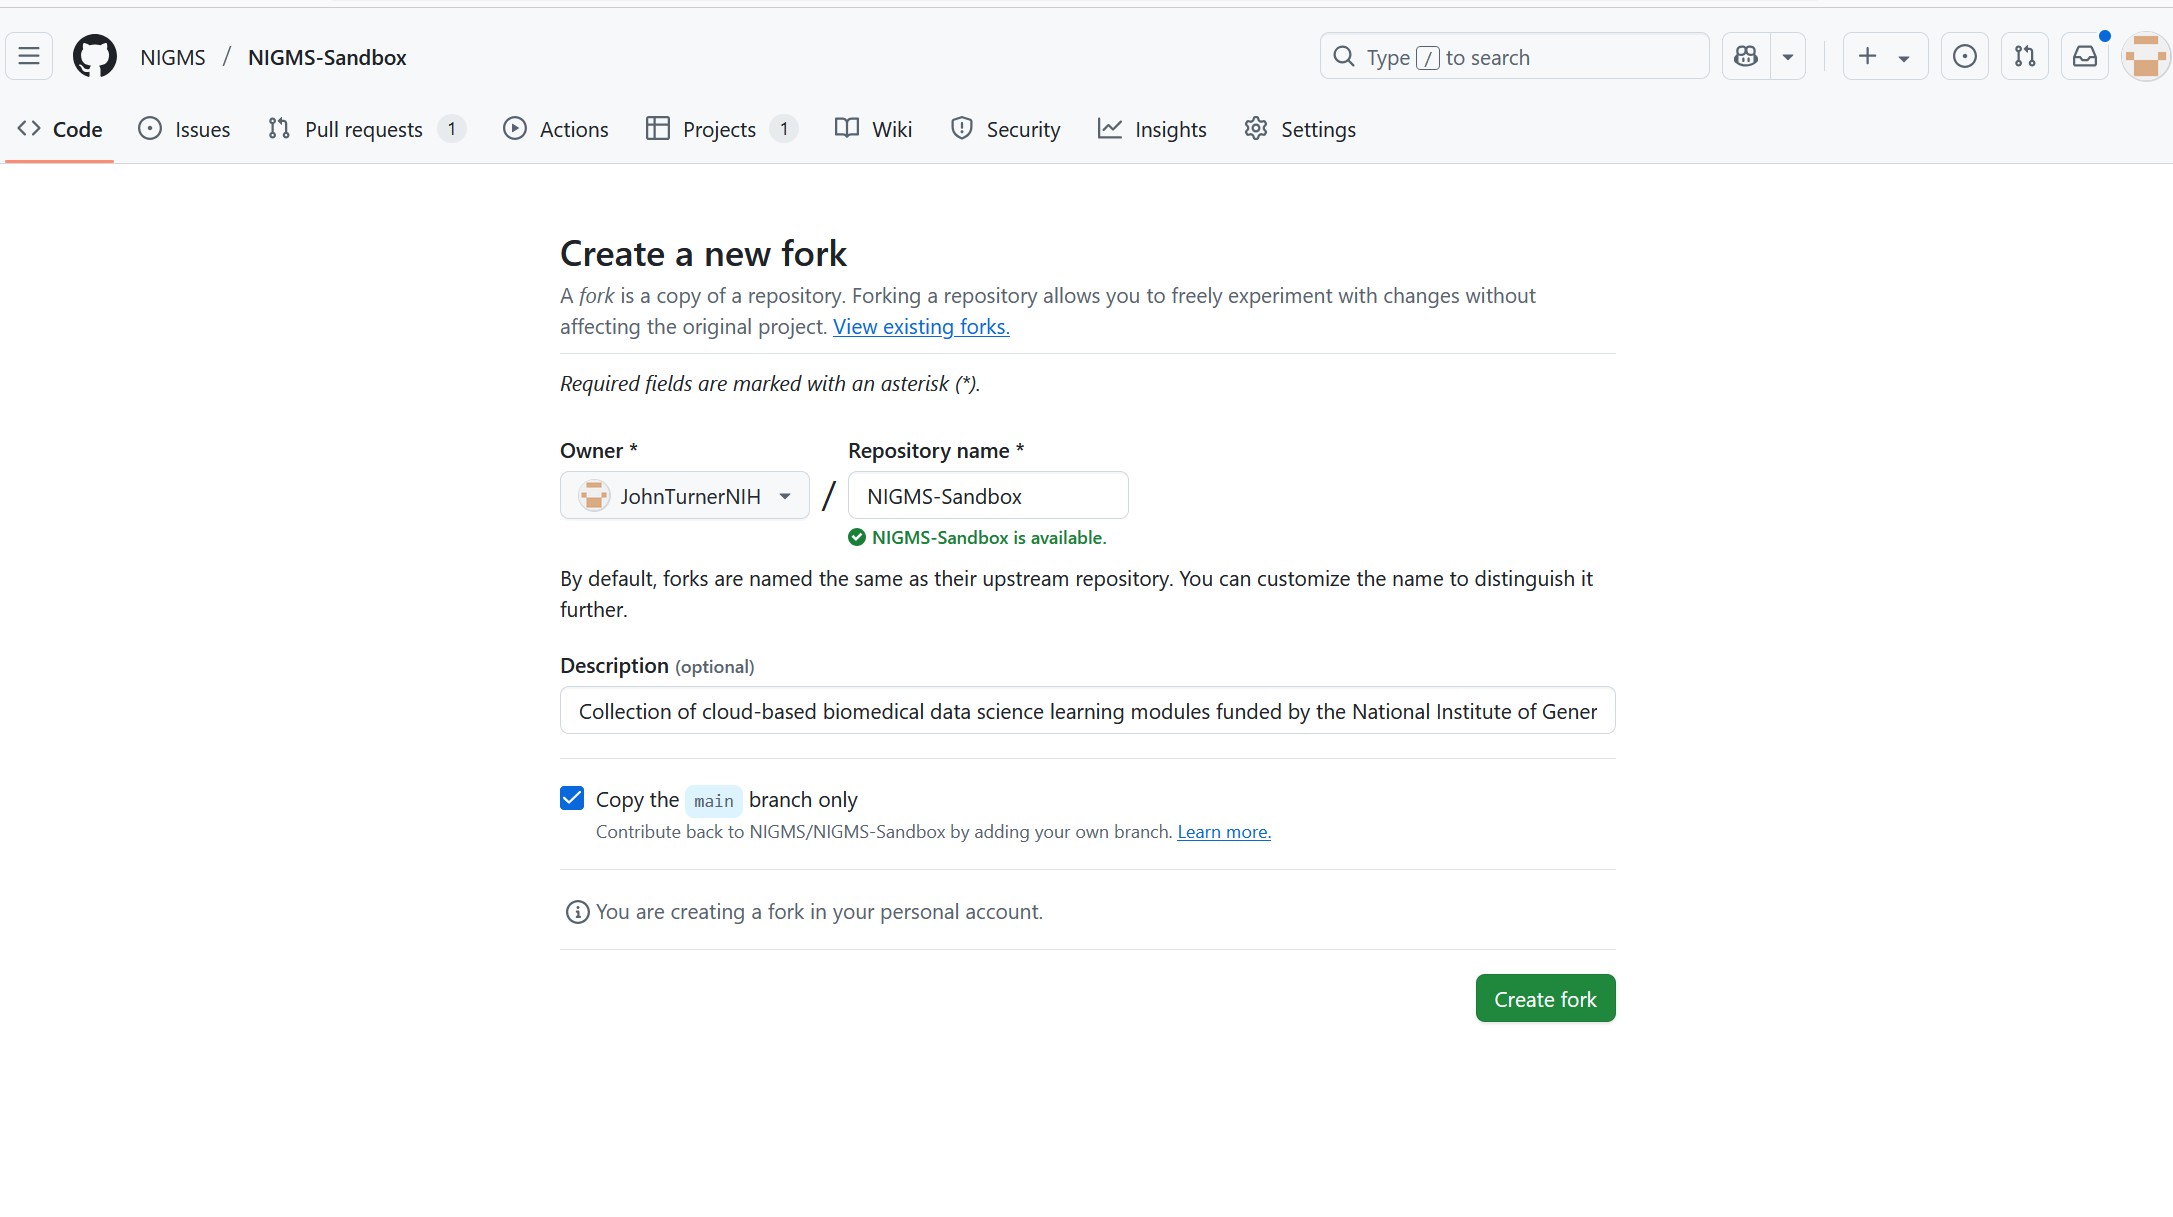 NIGMS / NIGMS-Sandbox
Type / to search
Code
Issues
Pull requests 1
Actions
Projects 1
Wiki
Security
Insights
Settings
Create a new fork
A fork is a copy of a repository. Forking a repository allows you to freely experiment with changes without
affecting the original project. View existing forks.
Required fields are marked with an asterisk (*).
Owner *
Repository name *
JohnTurnerNIH / NIGMS-Sandbox
NIGMS-Sandbox is available.
By default, forks are named the same as their upstream repository. You can customize the name to distinguish it
further.
Description (optional)
Collection of cloud-based biomedical data science learning modules funded by the National Institute of Gener
Copy the main branch only
Contribute back to NIGMS/NIGMS-Sandbox by adding your own branch. Learn more.
You are creating a fork in your personal account.
Create fork